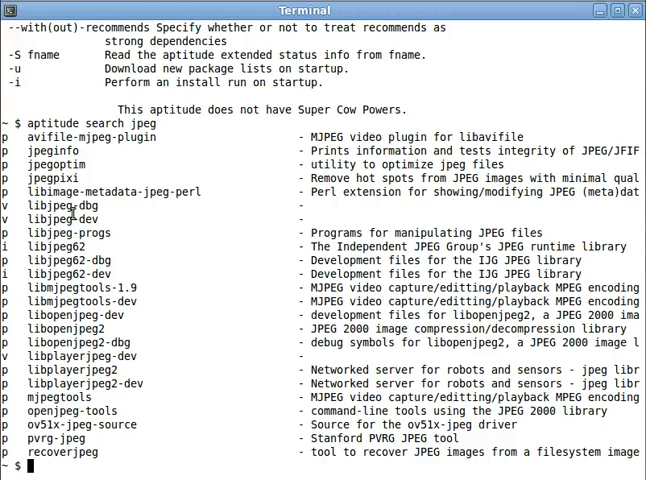 Terminal
--with(out)-recommends Specify whether or not to treat recommends as
strong dependencies
-S fname Read the aptitude extended status info from fname.
-u Download new package lists on startup.
-i Perform an install run on startup.
This aptitude does not have Super Cow Powers.
~ $ aptitude search jpeg
p avifile-mjpeg-plugin - MJPEG video plugin for libavifile
p jpeginfo - Prints information and tests integrity of JPEG/JFIF
p jpegoptim - utility to optimize jpeg files
p jpegpixi - Remove hot spots from JPEG images with minimal qual
p libimage-metadata-jpeg-perl - Perl extension for showing/modifying JPEG (meta)dat
v libjpeg-dbg -
v libjpeg-dev -
p libjpeg-progs - Programs for manipulating JPEG files
i libjpeg62 - The Independent JPEG Group's JPEG runtime library
p libjpeg62-dbg - Development files for the IJG JPEG library
i libjpeg62-dev - Development files for the IJG JPEG library
p libmjpegtools-1.9 - MJPEG video capture/editting/playback MPEG encoding
p libmjpegtools-dev - MJPEG video capture/editting/playback MPEG encoding
p libopenjpeg-dev - development files for libopenjpeg2, a JPEG 2000 ima
p libopenjpeg2 - JPEG 2000 image compression/decompression library
p libopenjpeg2-dbg - debug symbols for libopenjpeg2, a JPEG 2000 image l
v libplayerjpeg-dev -
p libplayerjpeg2 - Networked server for robots and sensors - jpeg libr
p libplayerjpeg2-dev - Networked server for robots and sensors - jpeg libr
p mjpegtools - MJPEG video capture/editting/playback MPEG encoding
p openjpeg-tools - command-line tools using the JPEG 2000 library
p ov51x-jpeg-source - Source for the ov51x-jpeg driver
p pvrg-jpeg - Stanford PVRG JPEG tool
p recoverjpeg - tool to recover JPEG images from a filesystem image
~ $